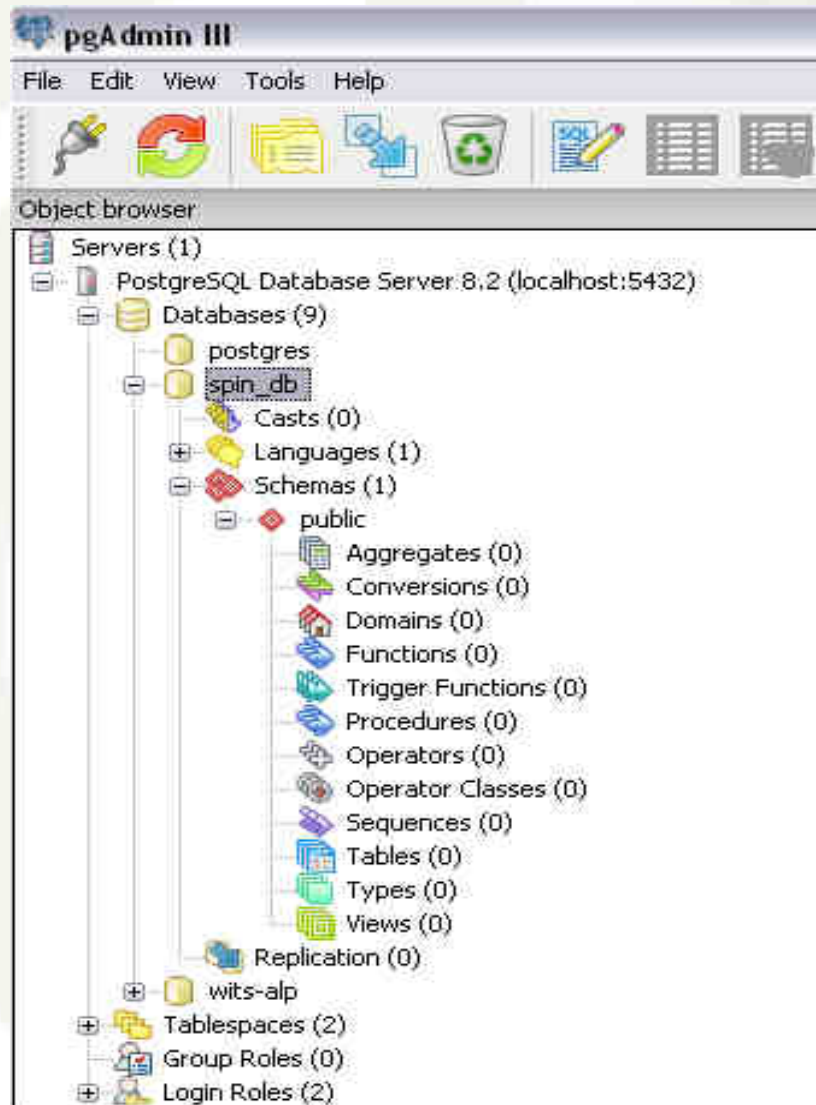 pgAdmin III
File Edit View Tools Help
SQL
Object browser
Servers (1)
PostgreSQL Database Server 8.2 (localhost:5432)
Databases (9)
postgres
spin_db
Casts (0)
Languages (1)
Schemas (1)
public
Aggregates (0)
Conversions (0)
Domains (0)
Functions (0)
Trigger Functions (0)
Procedures (0)
Operators (0)
Operator Classes (0)
Sequences (0)
Tables (0)
Types (0)
Views (0)
Replication (0)
wits-alp
Tablespaces (2)
Group Roles (0)
Login Roles (2)